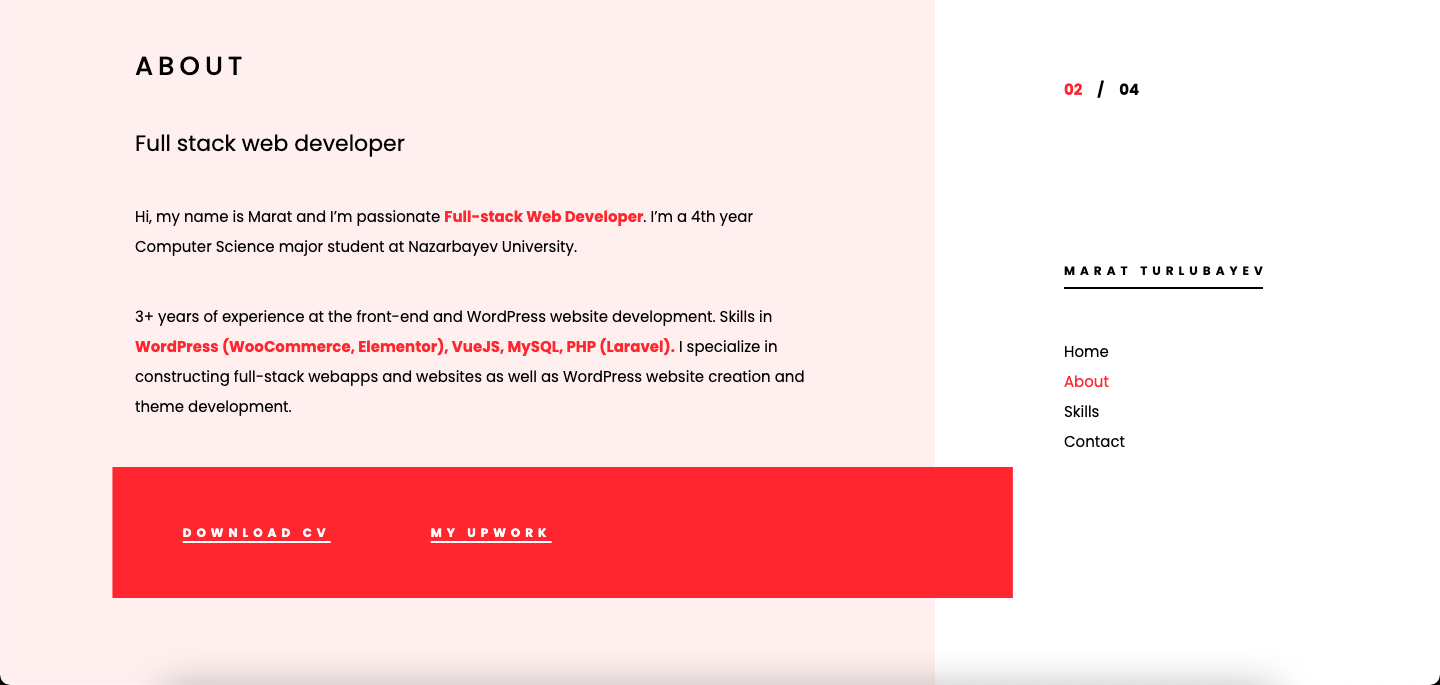 ABOUT
Full stack web developer
Hi, my name is Marat and I’m passionate Full-stack Web Developer. I’m a 4th year
Computer Science major student at Nazarbayev University.
3+ years of experience at the front-end and WordPress website development. Skills in
WordPress (WooCommerce, Elementor), VueJS, MySQL, PHP (Laravel). I specialize in
constructing full-stack webapps and websites as well as WordPress website creation and
theme development.
DOWNLOAD CV
MY UPWORK
02 / 04
MARAT TURLUBAYEV
Home
About
Skills
Contact